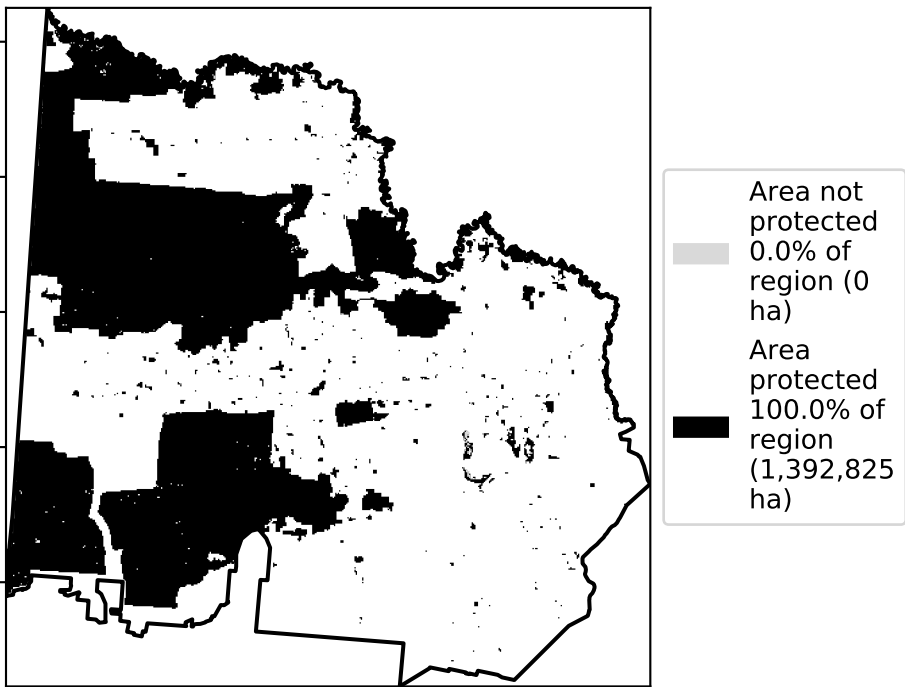 Area not
protected
0.0% of
region (0
ha)
Area
protected
100.0% of
region
(1,392,825
ha)